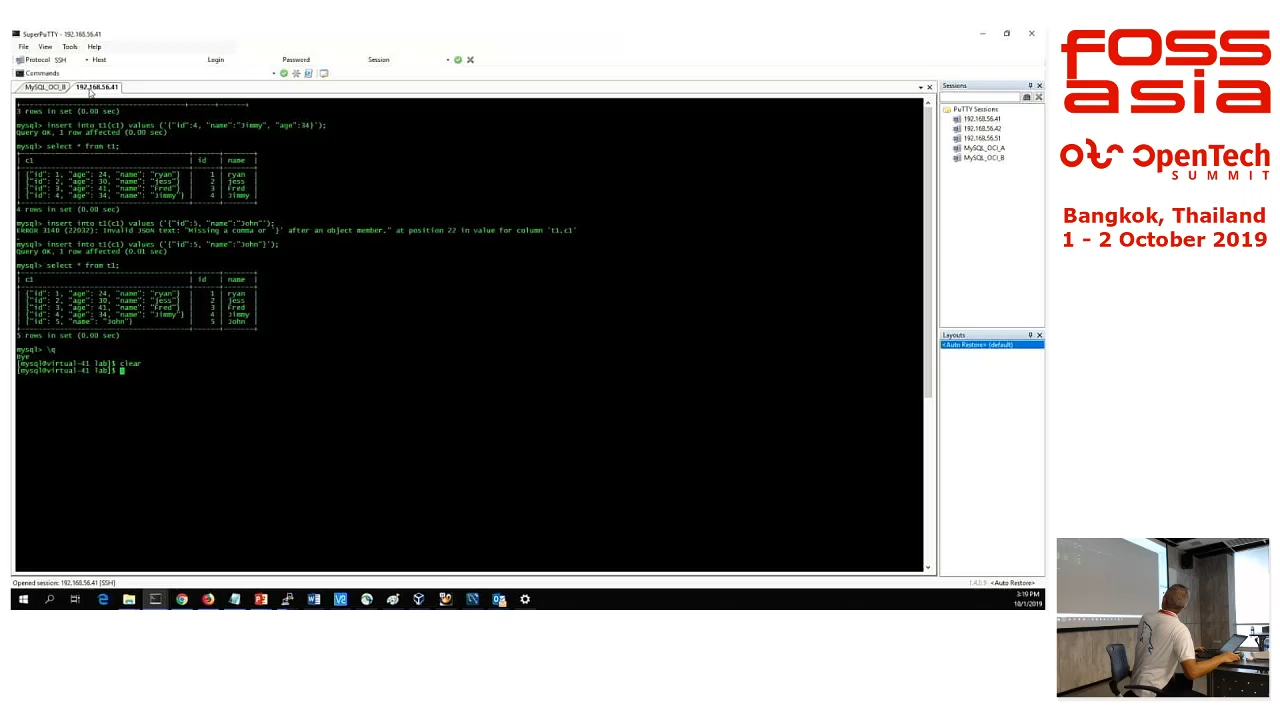 SuperPuTTY - 192.168.56.41
File View Tools Help
Protocol SSH Host Login Password Session
Commands
MySQL_OCI_B 192.168.56.41
3 rows in set (0.00 sec)
mysql> insert into t1(c1) values ('{"id":4, "name":"Jimmy", "age":34}');
Query OK, 1 row affected (0.00 sec)
mysql> select * from t1;
| c1 | id | name |
| {"id": 1, "age": 24, "name": "ryan"} | 1 | ryan |
| {"id": 2, "age": 30, "name": "jess"} | 2 | jess |
| {"id": 3, "age": 41, "name": "Fred"} | 3 | Fred |
| {"id": 4, "age": 34, "name": "Jimmy"} | 4 | Jimmy |
4 rows in set (0.00 sec)
mysql> insert into t1(c1) values ('{"id":5, "name":"John"');
ERROR 3140 (22032): Invalid JSON text: "Missing a comma or '}' after an object member." at position 22 in value for column 't1.c1'
.
mysql> insert into t1(c1) values ('{"id":5, "name":"John"}');
Query OK, 1 row affected (0.01 sec)
mysql> select * from t1;
| c1 | id | name |
| {"id": 1, "age": 24, "name": "ryan"} | 1 | ryan |
| {"id": 2, "age": 30, "name": "jess"} | 2 | jess |
| {"id": 3, "age": 41, "name": "Fred"} | 3 | Fred |
| {"id": 4, "age": 34, "name": "Jimmy"} | 4 | Jimmy |
| {"id": 5, "name": "John"} | 5 | John |
5 rows in set (0.00 sec)
mysql> \q
Bye
[mysql@virtual-41 lab]$ clear
[mysql@virtual-41 lab]$
Sessions
PuTTY Sessions
192.168.56.41
192.168.56.42
192.168.56.51
MySQL_OCI_A
MySQL_OCI_B
Layouts
<Auto Restore> (default)
Opened session: 192.168.56.41 [SSH]
1.4.0.9 <Auto Restore>
3:19 PM
10/1/2019
FOSS
asia
OpenTech
SUMMIT
Bangkok, Thailand
1 - 2 October 2019